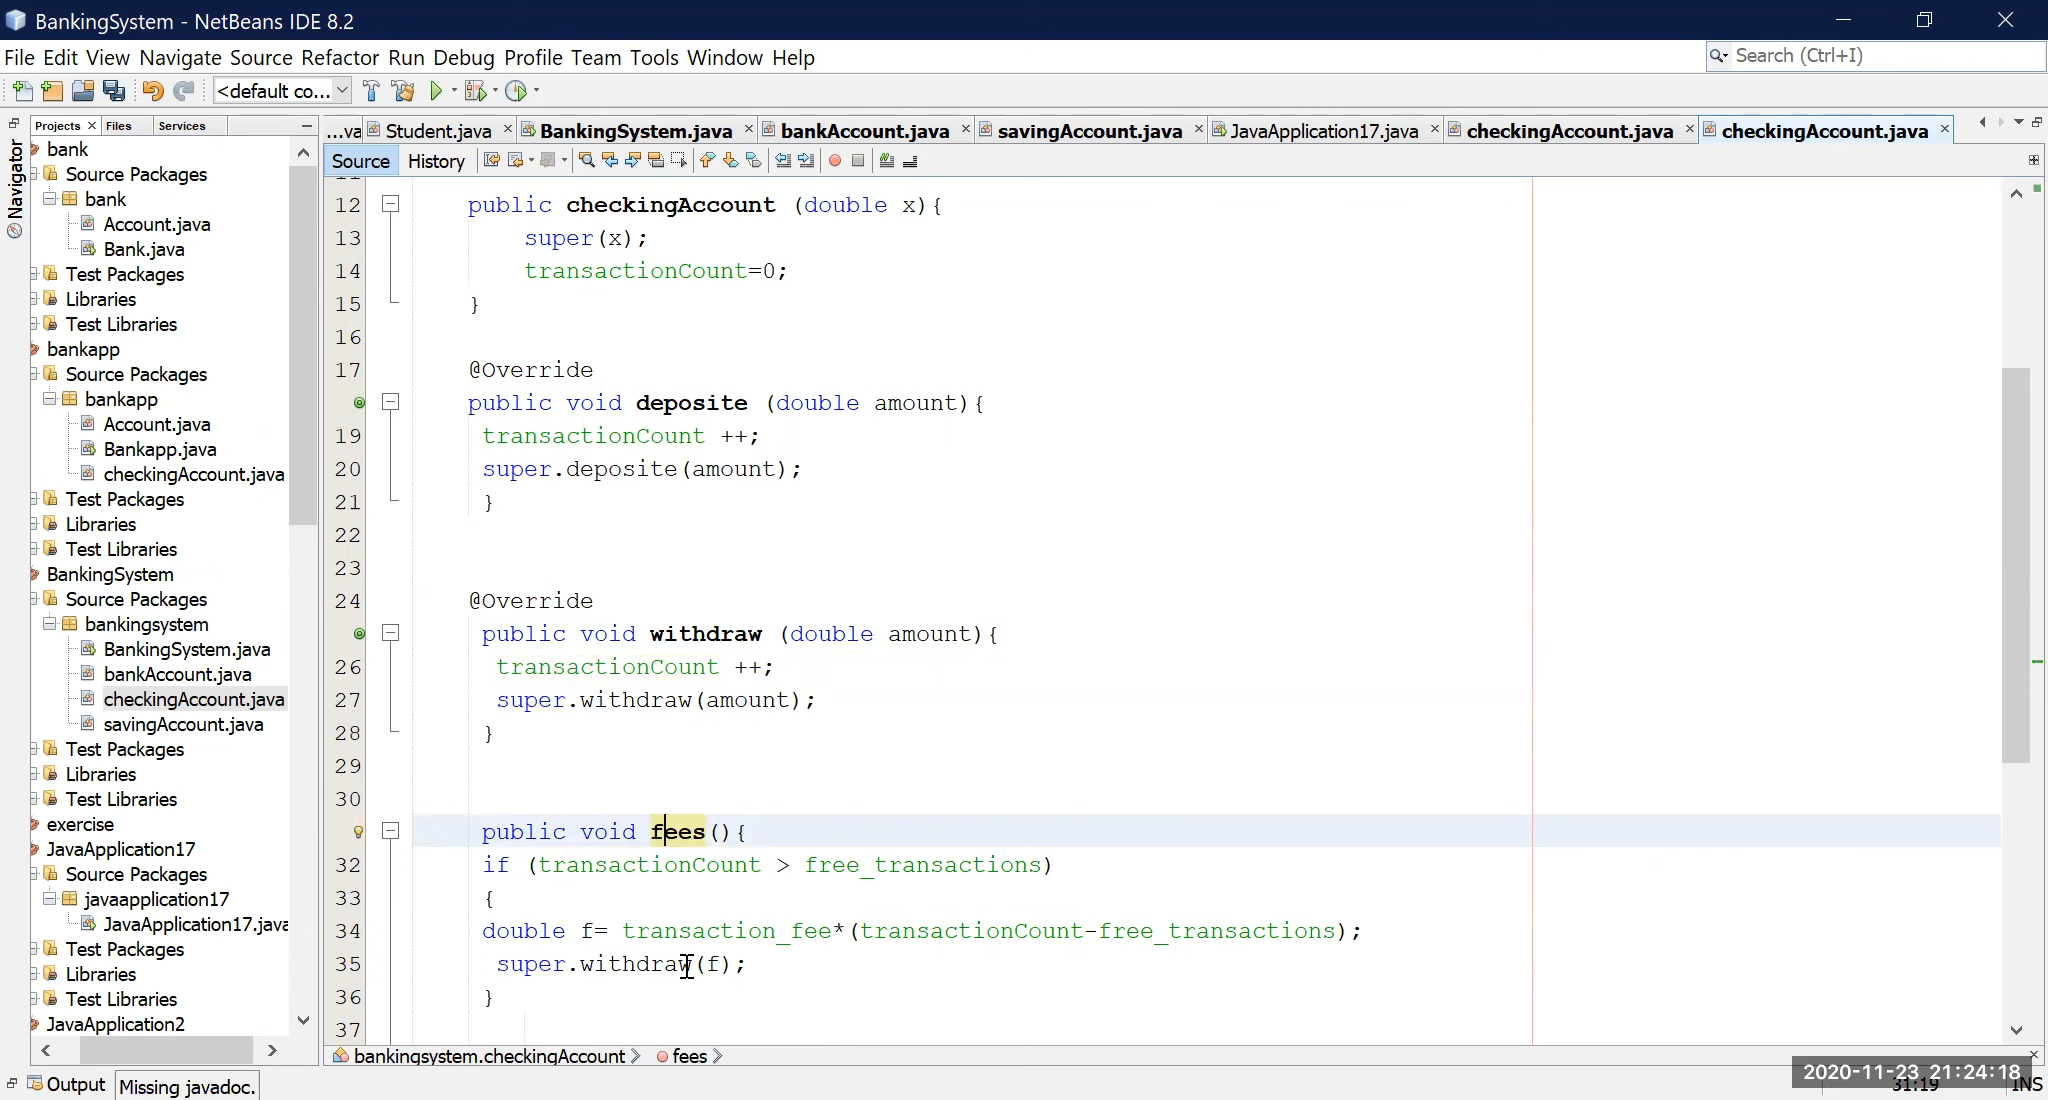 BankingSystem - NetBeans IDE 8.2
File Edit View Navigate Source Refactor Run Debug Profile Team Tools Window Help
Search (Ctrl+I)
<default co...
Projects Files Services
...va Student.java BankingSystem.java bankAccount.java savingAccount.java JavaApplication17.java checkingAccount.java checkingAccount.java
Source History
Navigator
bank
Source Packages
bank
Account.java
Bank.java
Test Packages
Libraries
Test Libraries
bankapp
Source Packages
bankapp
Account.java
Bankapp.java
checkingAccount.java
Test Packages
Libraries
Test Libraries
BankingSystem
Source Packages
bankingsystem
BankingSystem.java
bankAccount.java
checkingAccount.java
savingAccount.java
Test Packages
Libraries
Test Libraries
exercise
JavaApplication17
Source Packages
javaapplication17
JavaApplication17.java
Test Packages
Libraries
Test Libraries
JavaApplication2
12 public checkingAccount (double x){
13 super(x);
14 transactionCount=0;
15 }
16
17 @Override
public void deposite (double amount){
19 transactionCount ++;
20 super.deposite(amount);
21 }
22
23
24 @Override
public void withdraw (double amount){
26 transactionCount ++;
27 super.withdraw(amount);
28 }
29
30
public void fees(){
32 if (transactionCount > free_transactions)
33 {
34 double f= transaction_fee*(transactionCount-free_transactions);
35 super.withdraw(f);
36 }
37
bankingsystem.checkingAccount fees
Output Missing javadoc.
2020-11-23 21:24:18
31:19 INS